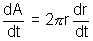 dA/dt = 2πr dr/dt